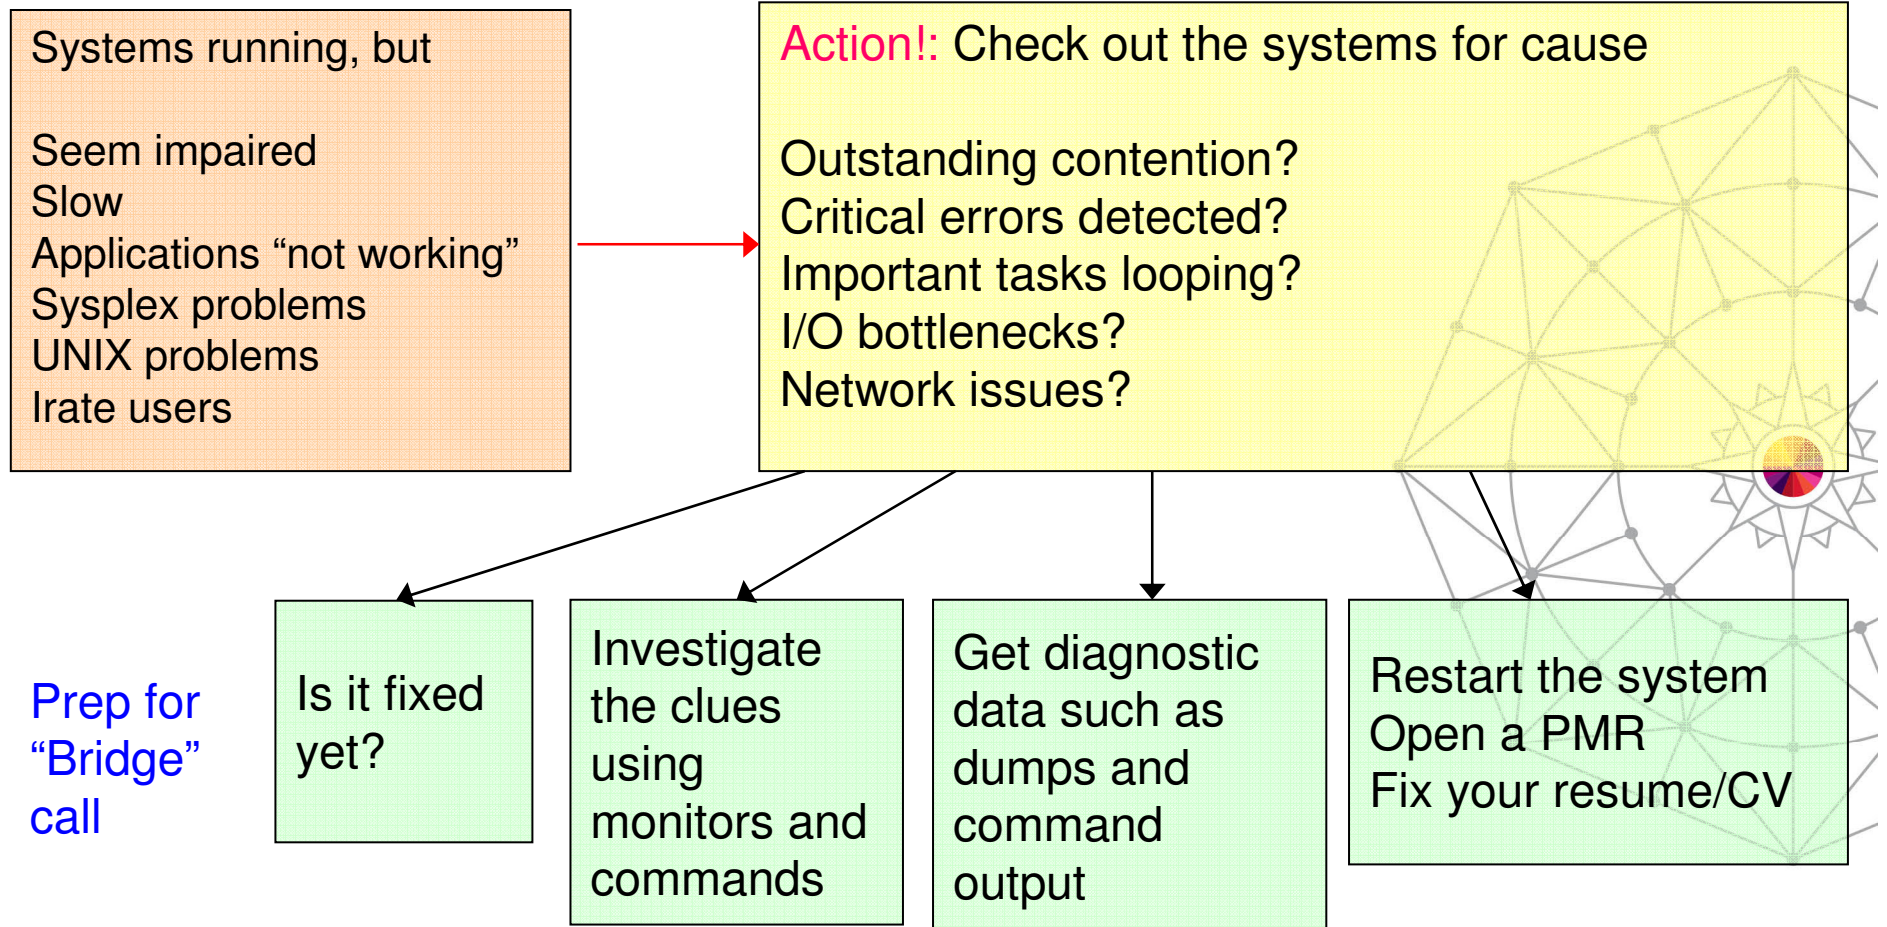 Systems running, but
Seem impaired
Slow
Applications “not working”
Sysplex problems
UNIX problems
Irate users
Action!: Check out the systems for cause
Outstanding contention?
Critical errors detected?
Important tasks looping?
I/O bottlenecks?
Network issues?
Prep for
“Bridge”
call
Is it fixed
yet?
Investigate
the clues
using
monitors and
commands
Get diagnostic
data such as
dumps and
command
output
Restart the system
Open a PMR
Fix your resume/CV